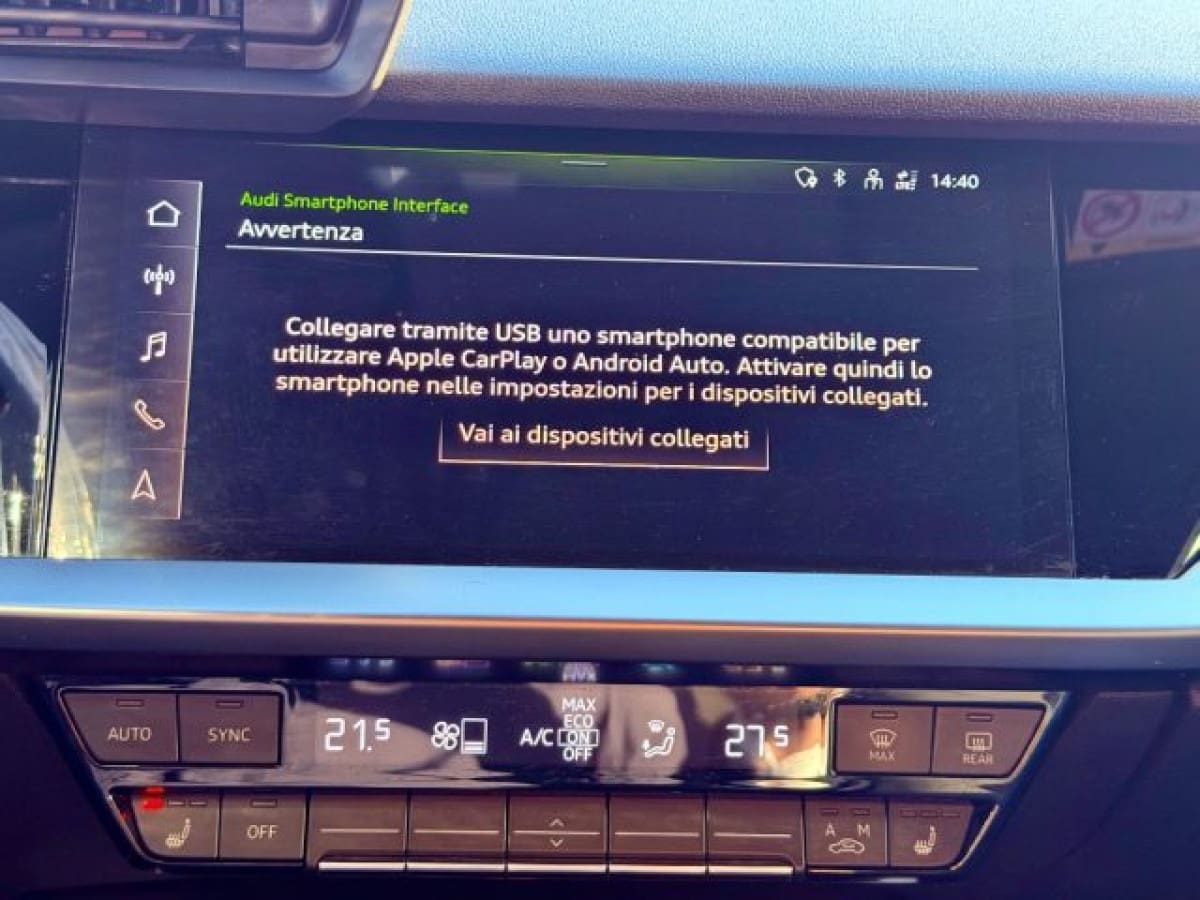 14:40
Audi Smartphone Interface
Avvertenza
Collegare tramite USB uno smartphone compatibile per
utilizzare Apple CarPlay o Android Auto. Attivare quindi lo
smartphone nelle impostazioni per i dispositivi collegati.
Vai ai dispositivi collegati
AUTO
SYNC
21.5
A/C
MAX
ECO
ON
OFF
27.5
MAX
REAR
OFF
A M